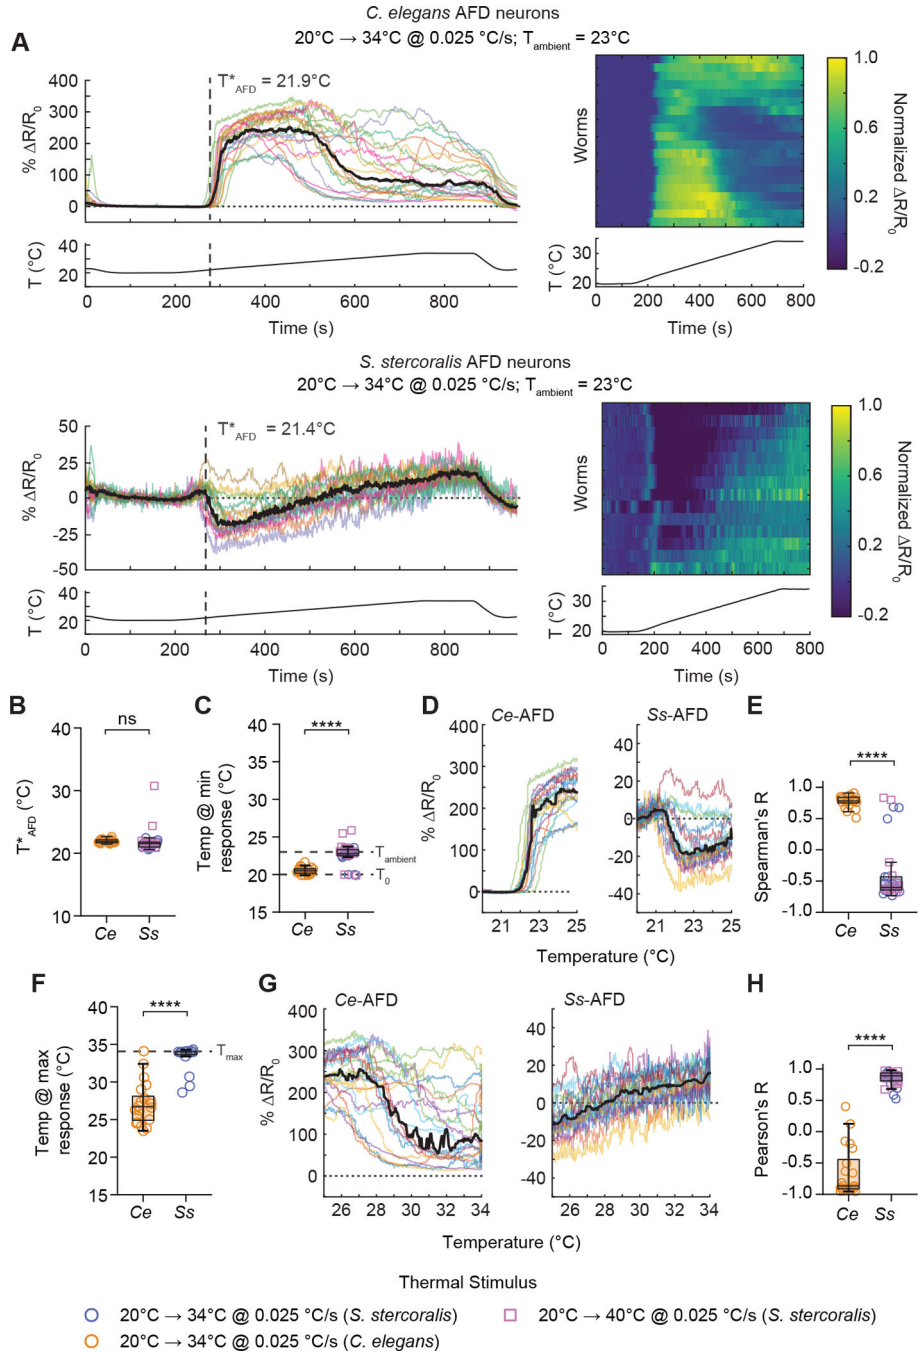 A
C. elegans AFD neurons
20°C → 34°C @ 0.025 °C/s; Tambient = 23°C
T*AFD = 21.9°C
400
300
200
100
0
% ΔR/R0
40
20
T (°C)
0 200 400 600 800
Time (s)
Worms
30
20
T (°C)
0 200 400 600 800
Time (s)
1.0
0.6
0.2
-0.2
Normalized ΔR/R0
S. stercoralis AFD neurons
20°C → 34°C @ 0.025 °C/s; Tambient = 23°C
T*AFD = 21.4°C
50
25
0
-25
-50
% ΔR/R0
40
20
T (°C)
0 200 400 600 800
Time (s)
Worms
30
20
T (°C)
0 200 400 600 800
Time (s)
1.0
0.6
0.2
-0.2
Normalized ΔR/R0
B
ns
40
30
20
10
T*AFD (°C)
Ce Ss
C
****
40
35
30
25
20
15
Temp @ min
response (°C)
Tambient
T0
Ce Ss
D
Ce-AFD
400
300
200
100
0
% ΔR/R0
21 23 25
Ss-AFD
40
20
0
-20
-40
21 23 25
Temperature (°C)
E
****
1.0
0.5
0.0
-0.5
-1.0
Spearman's R
Ce Ss
F
****
40
35
30
25
20
15
Temp @ max
response (°C)
Tmax
Ce Ss
G
Ce-AFD
400
300
200
100
0
% ΔR/R0
26 28 30 32 34
Ss-AFD
40
20
0
-20
-40
26 28 30 32 34
Temperature (°C)
H
****
1.0
0.5
0.0
-0.5
-1.0
Pearson's R
Ce Ss
Thermal Stimulus
20°C → 34°C @ 0.025 °C/s (S. stercoralis)
20°C → 40°C @ 0.025 °C/s (S. stercoralis)
20°C → 34°C @ 0.025 °C/s (C. elegans)